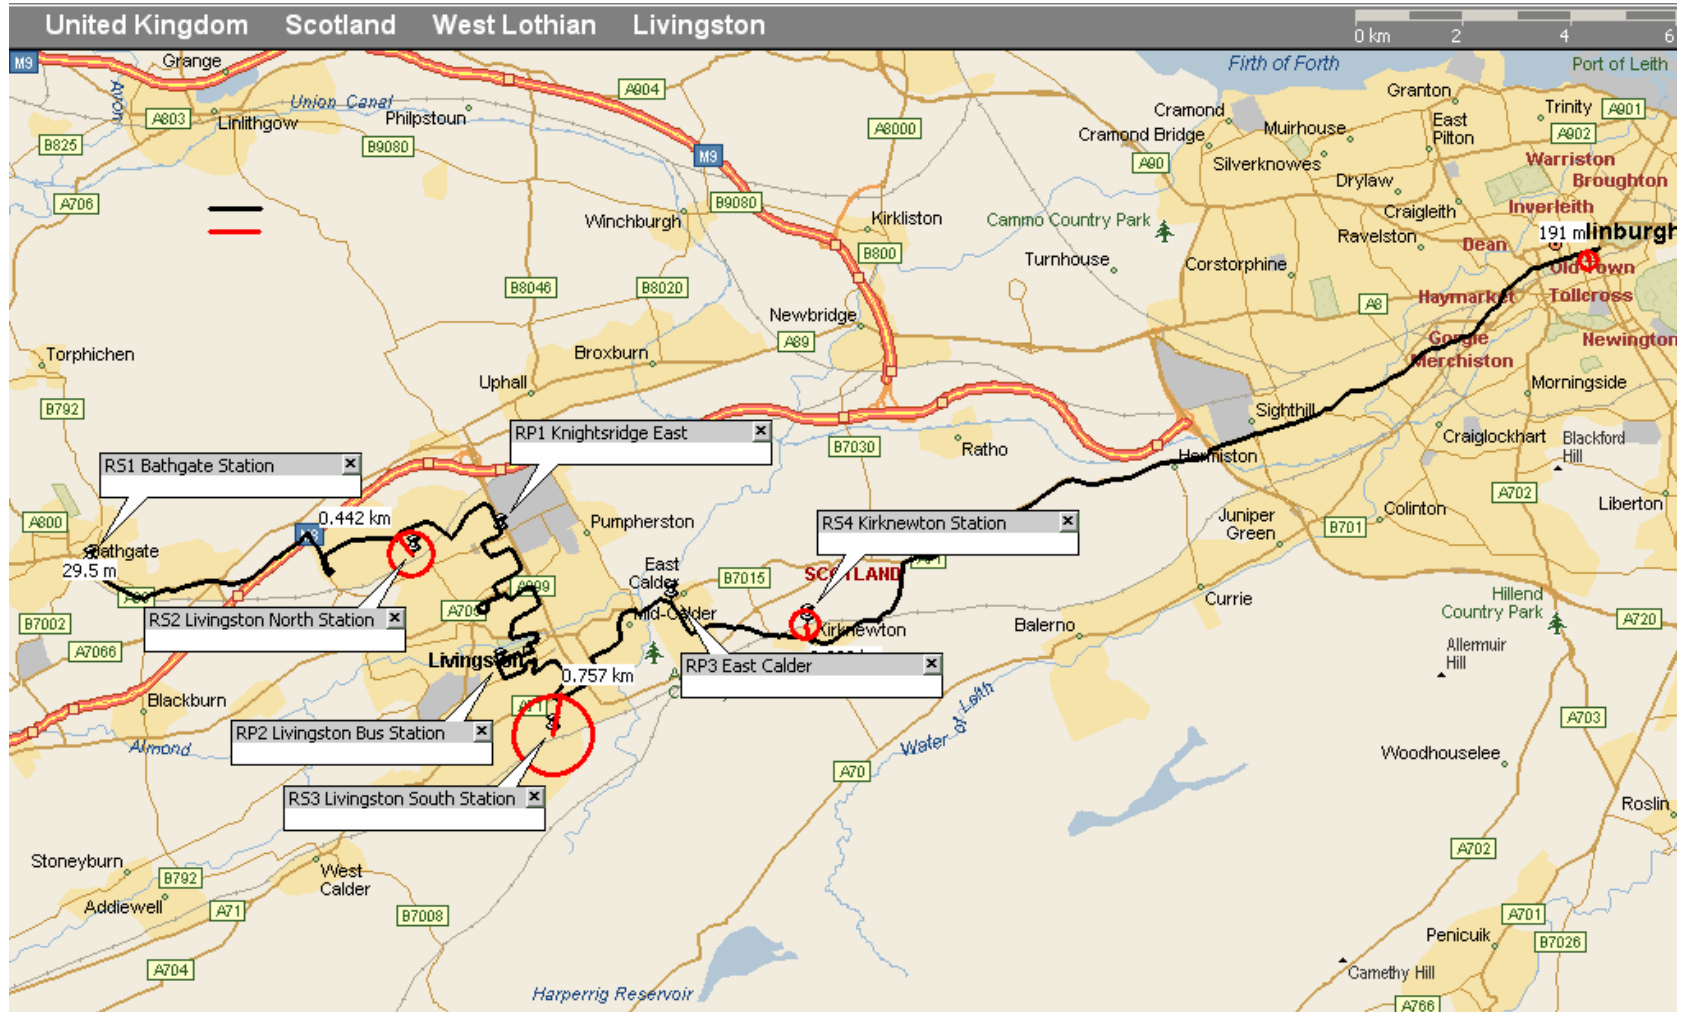 United Kingdom Scotland West Lothian Livingston
0 km 2 4 6
M9 Grange
Firth of Forth
Port of Leith
Avon
Union Canal
A904
Granton
Trinity A901
A803
Linlithgow
Philpstoun
Cramond
East
Pilton
A902
B825
B9080
M9
A8000
Cramond Bridge
Muirhouse
A90
Silverknowes
Warriston
Broughton
Drylaw
A706
B9080
Winchburgh
Kirkliston
Cammo Country Park
Craigleith
Inverleith
Ravelston
Dean
191 m
B800
Turnhouse
Corstorphine
Old Town
B8046
B8020
Haymarket
Tollcross
A8
Newbridge
A89
Gorgie
Merchiston
Newington
Torphichen
Broxburn
Uphall
Morningside
B792
Sighthill
RP1 Knightsridge East
B7030
Ratho
Craiglockhart
Blackford
Hill
Hermiston
RS1 Bathgate Station
A702
Liberton
0.442 km
A800
Pumpherston
RS4 Kirknewton Station
Juniper
Green
Colinton
B701
Bathgate
29.5 m
East
Calder
B7015
SCOTLAND
A899
Currie
Hillend
Country Park
A720
RS2 Livingston North Station
Mid-Calder
B7002
Kirknewton
Balerno
A7066
Livingston
RP3 East Calder
Allermuir
Hill
0.757 km
Blackburn
A71
A703
RP2 Livingston Bus Station
Almond
Water of Leith
Woodhouselee
A70
RS3 Livingston South Station
Roslin
Stoneyburn
West
Calder
B792
A702
Addiewell
A71
B7008
A701
Penicuik
B7026
A704
Carnethy Hill
Harperrig Reservoir
A766